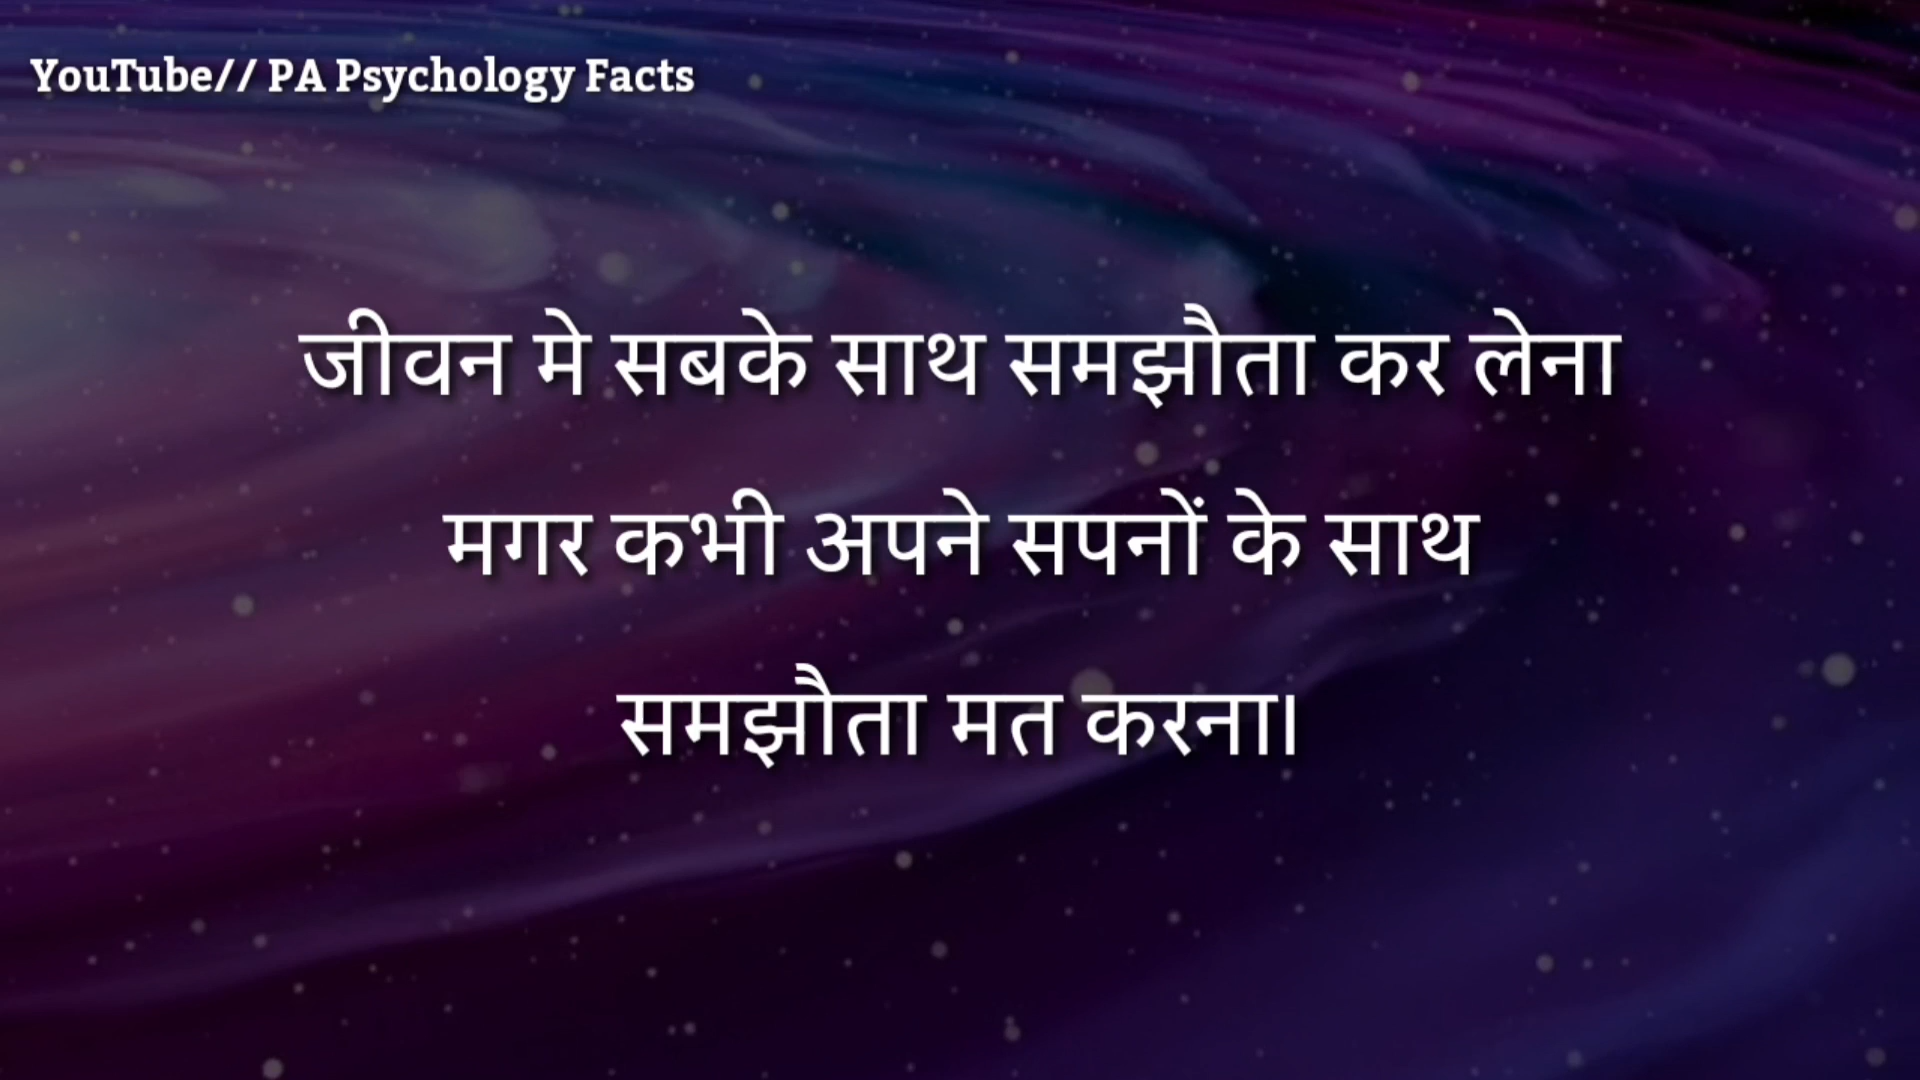 YouTube// PA Psychology Facts
जीवन मे सबके साथ समझौता कर लेना
मगर कभी अपने सपनों के साथ
समझौता मत करना।